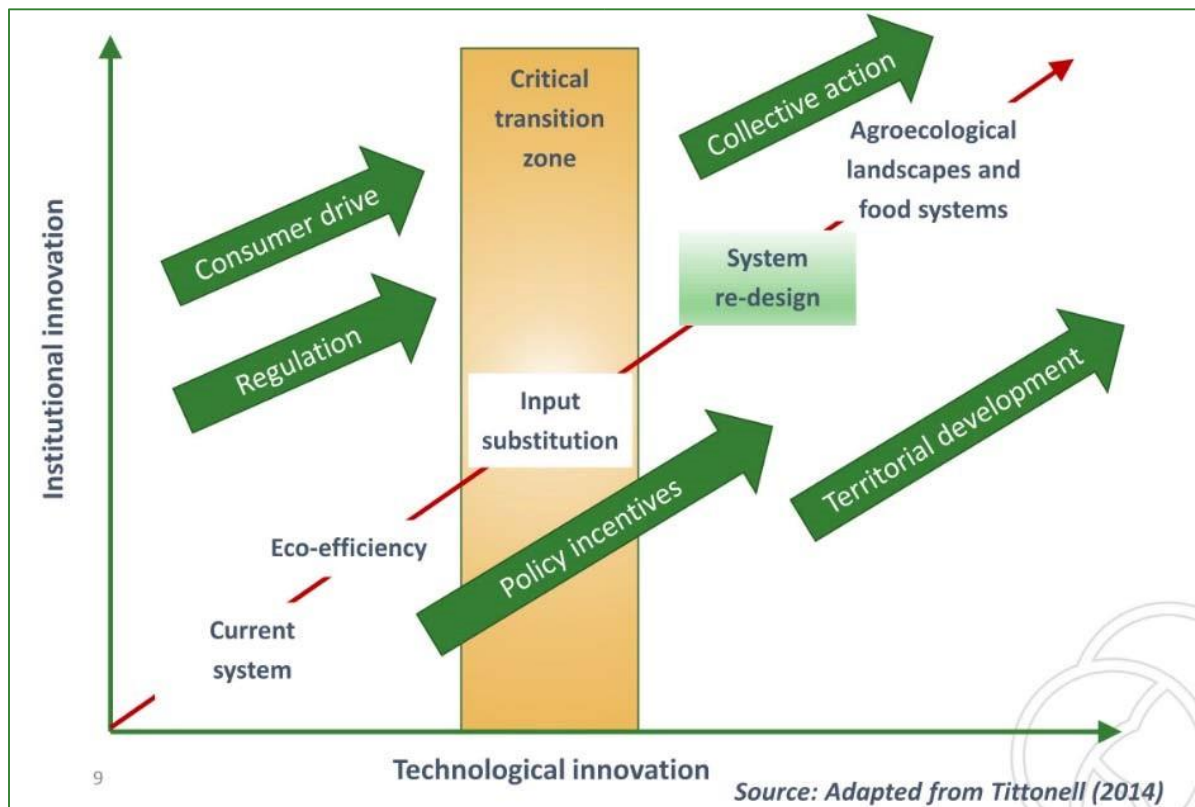 Critical
transition
zone
Collective action
Agroecological
landscapes and
food systems
Consumer drive
System
re-design
Regulation
Input
substitution
Territorial development
Policy incentives
Eco-efficiency
Current
system
Institutional innovation
Technological innovation
9
Source: Adapted from Tittonell (2014)